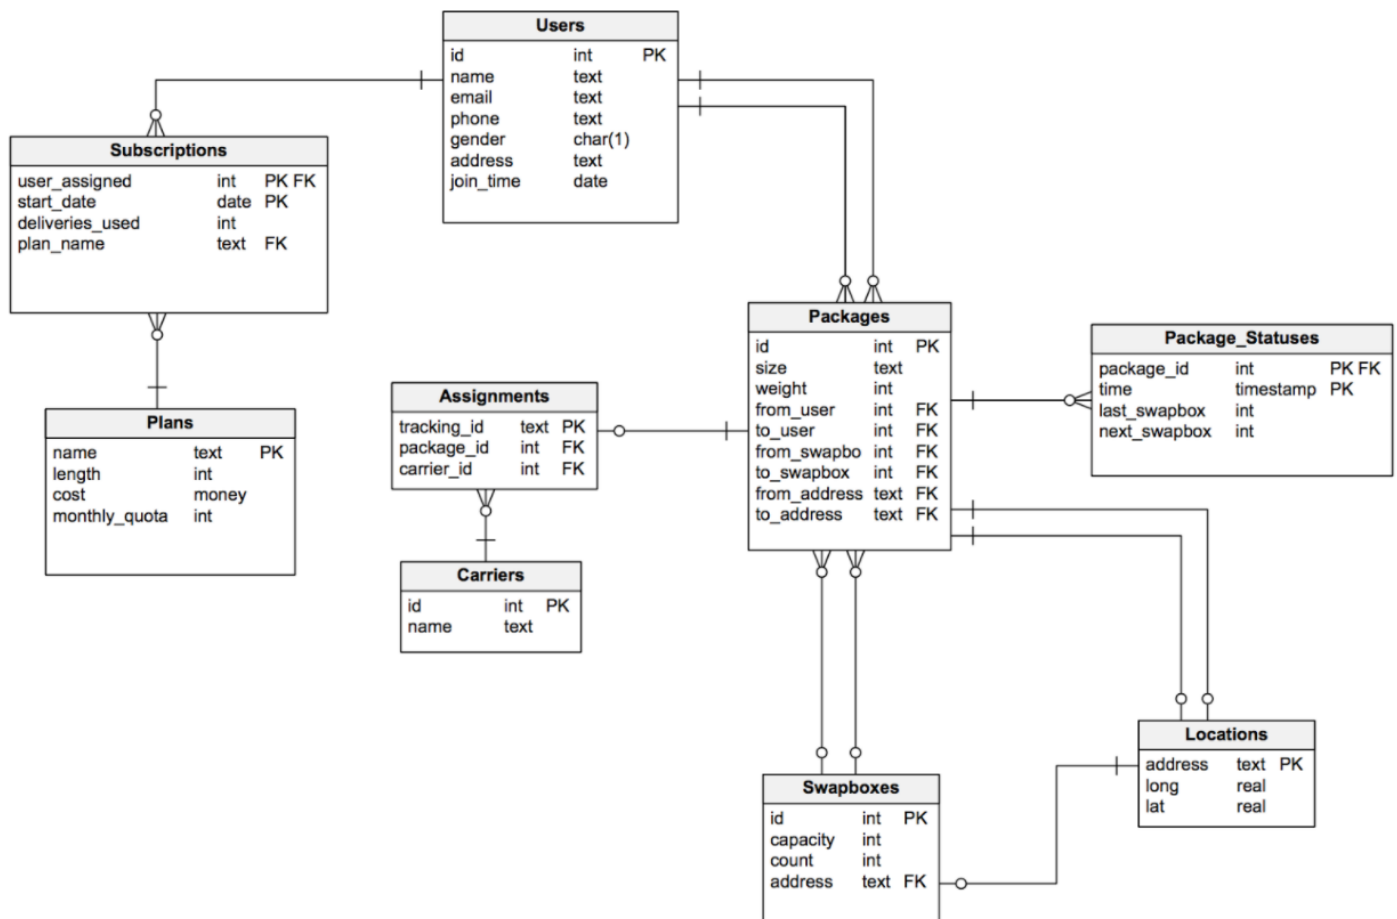 Users
id int PK
name text
email text
phone text
gender char(1)
address text
join_time date
Subscriptions
user_assigned int PK FK
start_date date PK
deliveries_used int
plan_name text FK
Packages
id int PK
size text
weight int
from_user int FK
to_user int FK
from_swapbo int FK
to_swapbox int FK
from_address text FK
to_address text FK
Package_Statuses
package_id int PK FK
time timestamp PK
last_swapbox int
next_swapbox int
Assignments
tracking_id text PK
package_id int FK
carrier_id int FK
Plans
name text PK
length int
cost money
monthly_quota int
Carriers
id int PK
name text
Locations
address text PK
long real
lat real
Swapboxes
id int PK
capacity int
count int
address text FK